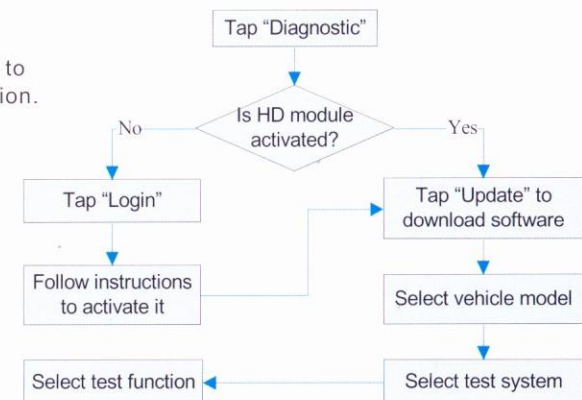 Tap “Diagnostic”
to
ion.
Is HD module
activated?
No
Yes
Tap “Login”
Tap “Update” to
download software
Follow instructions
to activate it
Select vehicle model
Select test function
Select test system